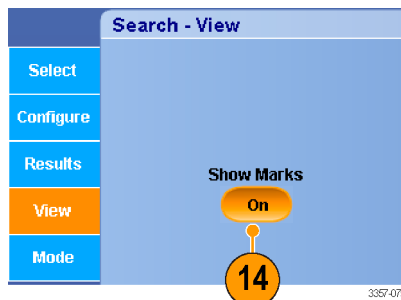 Search - View
Select
Configure
Results
View
Mode
Show Marks
On
14
3357-07